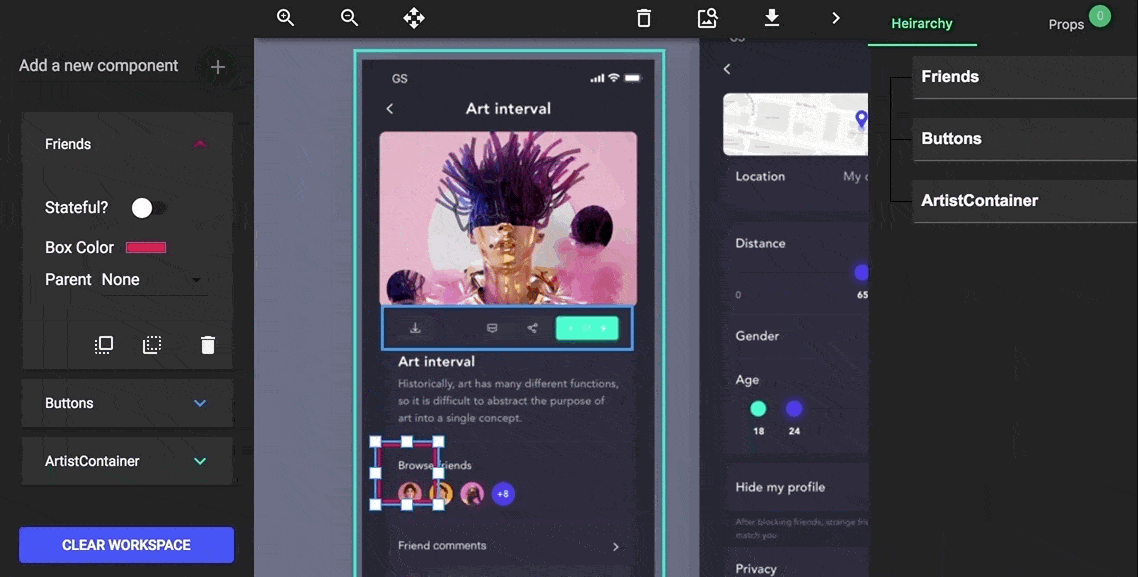 Heirarchy
Props
0
Add a new component
Friends
Stateful?
Box Color
Parent None
Buttons
ArtistContainer
CLEAR WORKSPACE
GS
Art interval
Art interval
Historically, art has many different functions,
so it is difficult to abstract the purpose of
art into a single concept.
Browse friends
+8
Friend comments
GS
Location My
Distance
0 65
Gender
Age
18 24
Hide my profile
After blocking friends, strange
match you
Privacy
Friends
Buttons
ArtistContainer